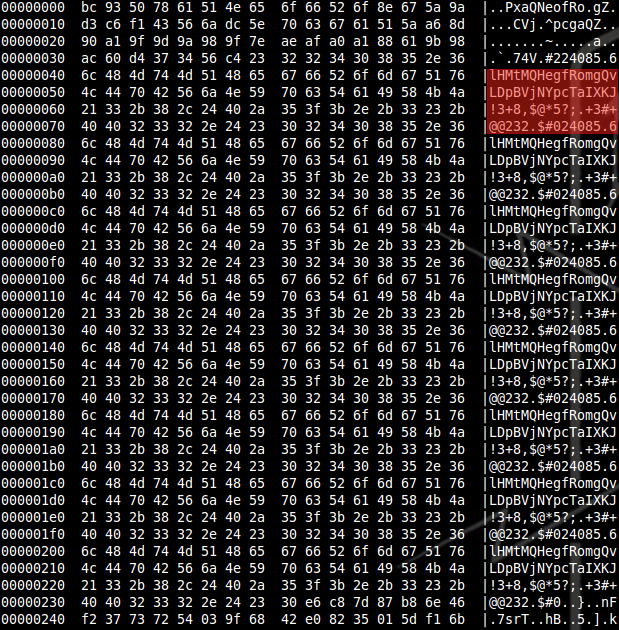 00000000 bc 93 50 78 61 51 4e 65 6f 66 52 6f 8e 67 5a 9a |..PxaQNeofRo.gZ.
00000010 d3 c6 f1 43 56 6a dc 5e 70 63 67 61 51 5a a6 8d |...CVj.^pcgaQZ..
00000020 90 a1 9f 9d 9a 98 9f 7e ae af a0 a1 88 61 9b 98 |.......~.....a..
00000030 ac 60 d4 37 34 56 c4 23 32 32 34 30 38 35 2e 36 |.`.74V.#224085.6
00000040 6c 48 4d 74 4d 51 48 65 67 66 52 6f 6d 67 51 76 |lHMtMQHegfRomgQv
00000050 4c 44 70 42 56 6a 4e 59 70 63 54 61 49 58 4b 4a |LDpBVjNYpcTaIXKJ
00000060 21 33 2b 38 2c 24 40 2a 35 3f 3b 2e 2b 33 23 2b |!3+8,$@*5?;.+3#+
00000070 40 40 32 33 32 2e 24 23 30 32 34 30 38 35 2e 36 |@@232.$#024085.6
00000080 6c 48 4d 74 4d 51 48 65 67 66 52 6f 6d 67 51 76 |lHMtMQHegfRomgQv
00000090 4c 44 70 42 56 6a 4e 59 70 63 54 61 49 58 4b 4a |LDpBVjNYpcTaIXKJ
000000a0 21 33 2b 38 2c 24 40 2a 35 3f 3b 2e 2b 33 23 2b |!3+8,$@*5?;.+3#+
000000b0 40 40 32 33 32 2e 24 23 30 32 34 30 38 35 2e 36 |@@232.$#024085.6
000000c0 6c 48 4d 74 4d 51 48 65 67 66 52 6f 6d 67 51 76 |lHMtMQHegfRomgQv
000000d0 4c 44 70 42 56 6a 4e 59 70 63 54 61 49 58 4b 4a |LDpBVjNYpcTaIXKJ
000000e0 21 33 2b 38 2c 24 40 2a 35 3f 3b 2e 2b 33 23 2b |!3+8,$@*5?;.+3#+
000000f0 40 40 32 33 32 2e 24 23 30 32 34 30 38 35 2e 36 |@@232.$#024085.6
00000100 6c 48 4d 74 4d 51 48 65 67 66 52 6f 6d 67 51 76 |lHMtMQHegfRomgQv
00000110 4c 44 70 42 56 6a 4e 59 70 63 54 61 49 58 4b 4a |LDpBVjNYpcTaIXKJ
00000120 21 33 2b 38 2c 24 40 2a 35 3f 3b 2e 2b 33 23 2b |!3+8,$@*5?;.+3#+
00000130 40 40 32 33 32 2e 24 23 30 32 34 30 38 35 2e 36 |@@232.$#024085.6
00000140 6c 48 4d 74 4d 51 48 65 67 66 52 6f 6d 67 51 76 |lHMtMQHegfRomgQv
00000150 4c 44 70 42 56 6a 4e 59 70 63 54 61 49 58 4b 4a |LDpBVjNYpcTaIXKJ
00000160 21 33 2b 38 2c 24 40 2a 35 3f 3b 2e 2b 33 23 2b |!3+8,$@*5?;.+3#+
00000170 40 40 32 33 32 2e 24 23 30 32 34 30 38 35 2e 36 |@@232.$#024085.6
00000180 6c 48 4d 74 4d 51 48 65 67 66 52 6f 6d 67 51 76 |lHMtMQHegfRomgQv
00000190 4c 44 70 42 56 6a 4e 59 70 63 54 61 49 58 4b 4a |LDpBVjNYpcTaIXKJ
000001a0 21 33 2b 38 2c 24 40 2a 35 3f 3b 2e 2b 33 23 2b |!3+8,$@*5?;.+3#+
000001b0 40 40 32 33 32 2e 24 23 30 32 34 30 38 35 2e 36 |@@232.$#024085.6
000001c0 6c 48 4d 74 4d 51 48 65 67 66 52 6f 6d 67 51 76 |lHMtMQHegfRomgQv
000001d0 4c 44 70 42 56 6a 4e 59 70 63 54 61 49 58 4b 4a |LDpBVjNYpcTaIXKJ
000001e0 21 33 2b 38 2c 24 40 2a 35 3f 3b 2e 2b 33 23 2b |!3+8,$@*5?;.+3#+
000001f0 40 40 32 33 32 2e 24 23 30 32 34 30 38 35 2e 36 |@@232.$#024085.6
00000200 6c 48 4d 74 4d 51 48 65 67 66 52 6f 6d 67 51 76 |lHMtMQHegfRomgQv
00000210 4c 44 70 42 56 6a 4e 59 70 63 54 61 49 58 4b 4a |LDpBVjNYpcTaIXKJ
00000220 21 33 2b 38 2c 24 40 2a 35 3f 3b 2e 2b 33 23 2b |!3+8,$@*5?;.+3#+
00000230 40 40 32 33 32 2e 24 23 30 e6 c8 7d 87 b8 6e 46 |@@232.$#0..}..nF
00000240 f2 37 73 72 54 03 9f 68 42 e0 82 35 01 5d f1 6b |.7srT..hB..5.].k